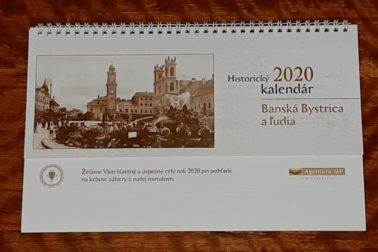 Historický 2020
kalendár
Banská Bystrica
a ľudia
Želáme Vám šťastný a úspešný celý rok 2020 pri pohľade
na krásne zábery z našej minulosti
Agentura MP